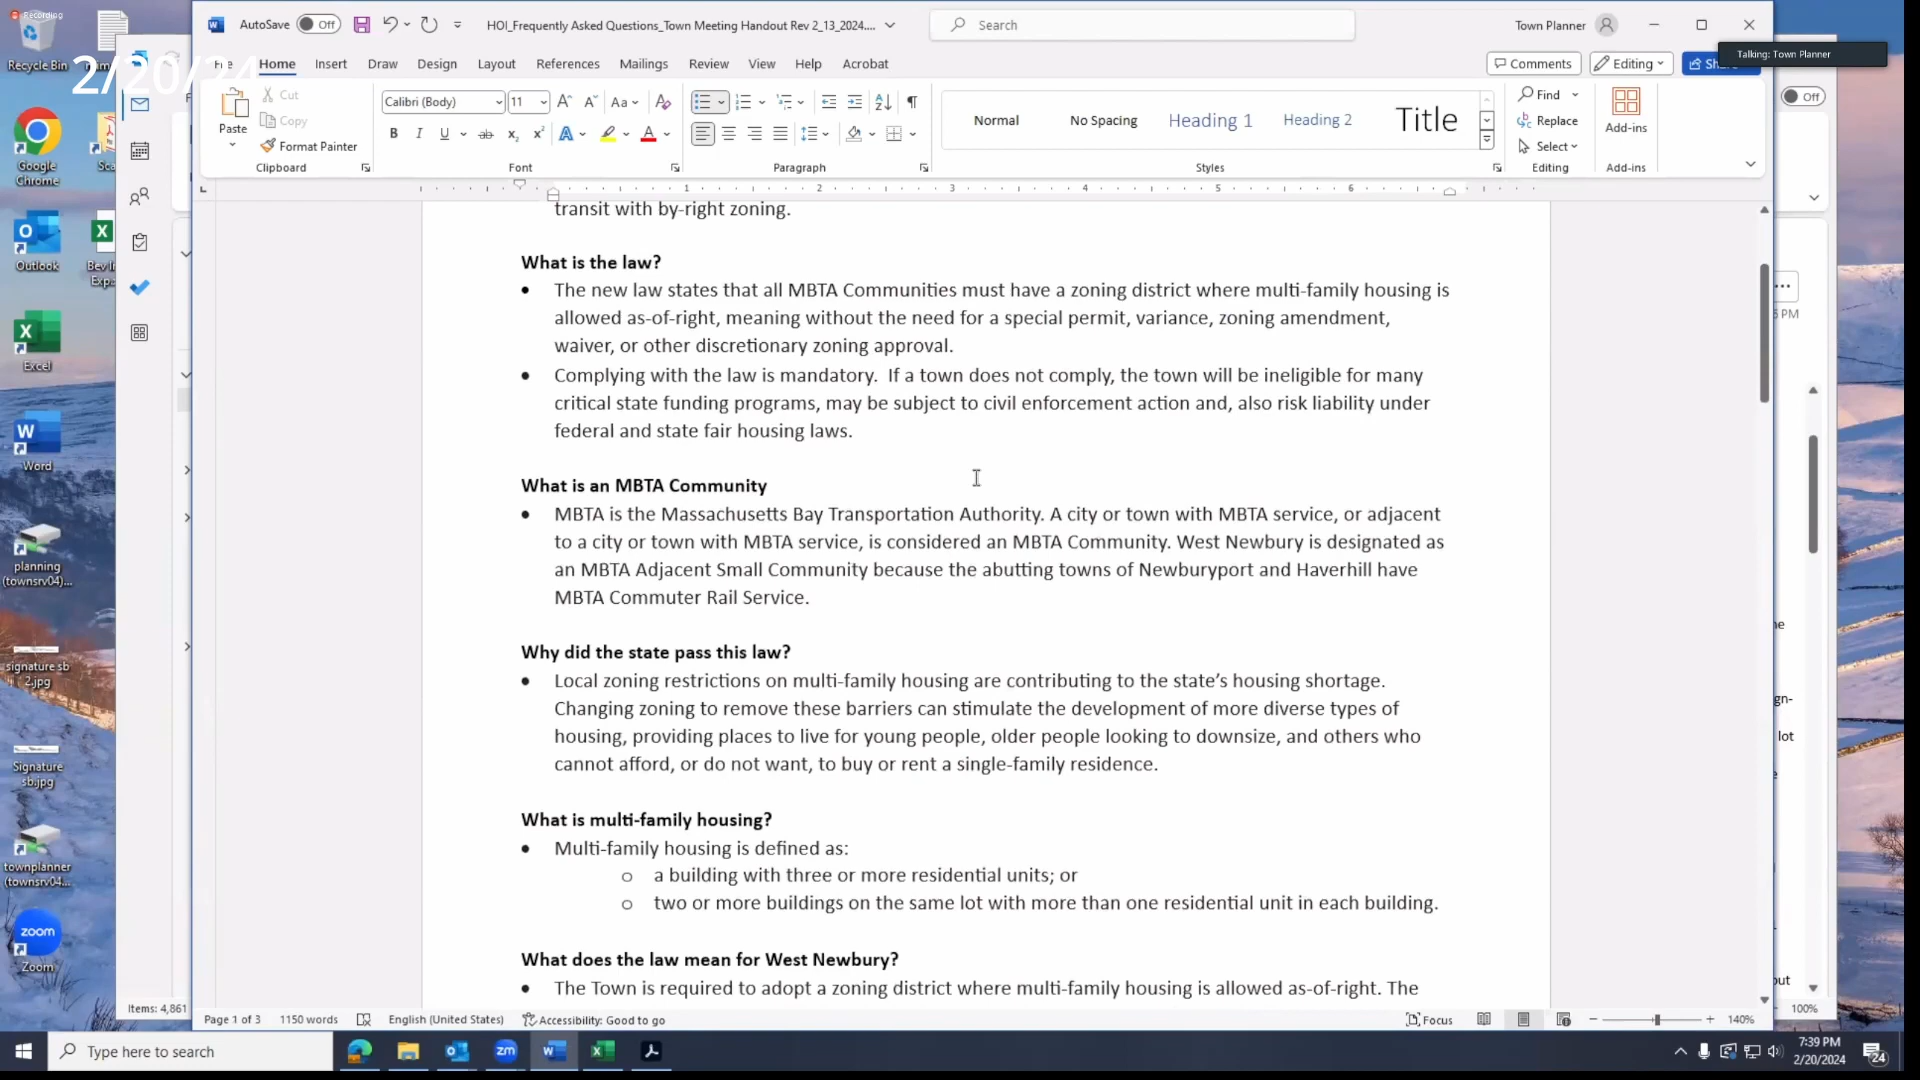 Recording
2/20/24
AutoSave Off
HOI_Frequently Asked Questions_Town Meeting Handout Rev 2_13_2024....
Search
Town Planner
Talking: Town Planner
Home Insert Draw Design Layout References Mailings Review View Help Acrobat
Comments Editing
Paste
Cut
Copy
Format Painter
Calibri (Body) 11
Normal No Spacing Heading 1 Heading 2 Title
Find
Replace
Select
Add-ins
Clipboard Font Paragraph Styles Editing Add-ins
Off
1 2 3 4 5 6
transit with by-right zoning.
What is the law?
• The new law states that all MBTA Communities must have a zoning district where multi-family housing is
allowed as-of-right, meaning without the need for a special permit, variance, zoning amendment,
waiver, or other discretionary zoning approval.
• Complying with the law is mandatory.  If a town does not comply, the town will be ineligible for many
critical state funding programs, may be subject to civil enforcement action and, also risk liability under
federal and state fair housing laws.
What is an MBTA Community
• MBTA is the Massachusetts Bay Transportation Authority. A city or town with MBTA service, or adjacent
to a city or town with MBTA service, is considered an MBTA Community. West Newbury is designated as
an MBTA Adjacent Small Community because the abutting towns of Newburyport and Haverhill have
MBTA Commuter Rail Service.
Why did the state pass this law?
• Local zoning restrictions on multi-family housing are contributing to the state’s housing shortage.
Changing zoning to remove these barriers can stimulate the development of more diverse types of
housing, providing places to live for young people, older people looking to downsize, and others who
cannot afford, or do not want, to buy or rent a single-family residence.
What is multi-family housing?
• Multi-family housing is defined as:
o a building with three or more residential units; or
o two or more buildings on the same lot with more than one residential unit in each building.
What does the law mean for West Newbury?
• The Town is required to adopt a zoning district where multi-family housing is allowed as-of-right. The
Recycle Bin
Google
Chrome
Outlook
Excel
Word
planning
(townsrv04)...
signature sb
2.jpg
Signature
sb.jpg
townplanner
(townsrv04...
zoom
Zoom
Items: 4,861
Page 1 of 3 1150 words English (United States) Accessibility: Good to go
Focus
140%
100%
Type here to search
7:39 PM
2/20/2024
24